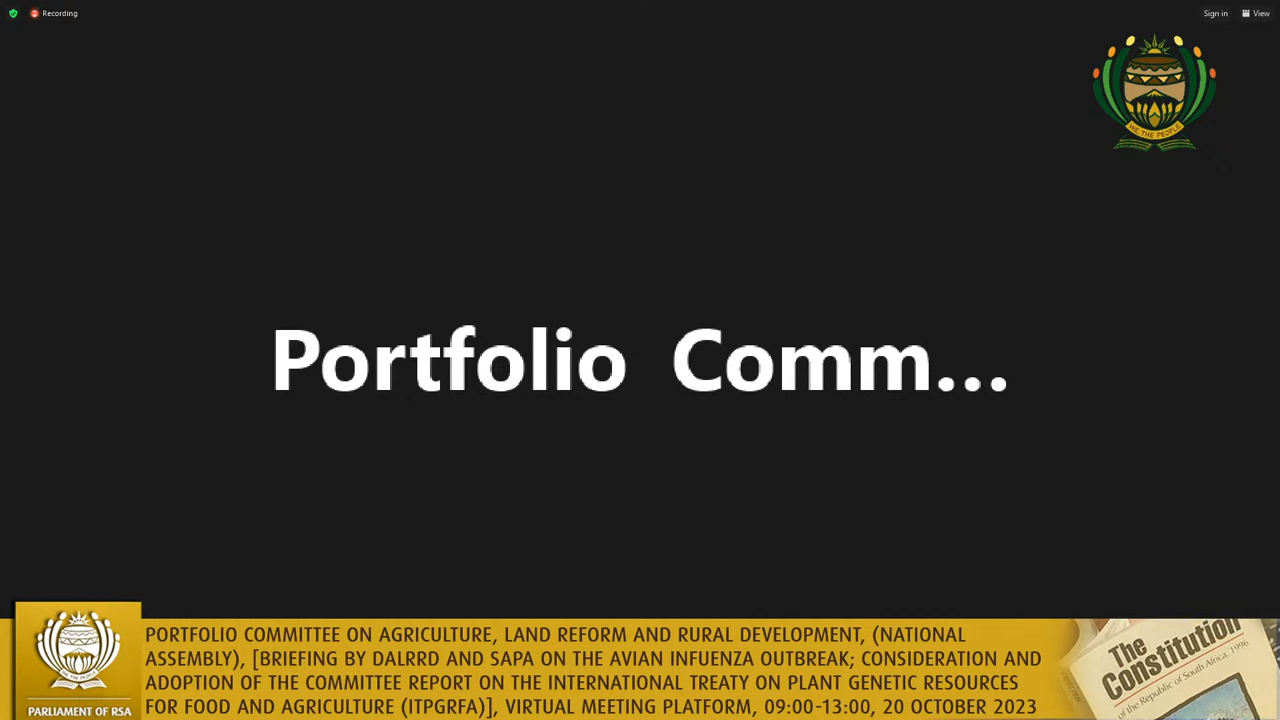 Recording
Sign in
View
WE, THE PEOPLE
Portfolio Comm...
PORTFOLIO COMMITTEE ON AGRICULTURE, LAND REFORM AND RURAL DEVELOPMENT, (NATIONAL
ASSEMBLY), [BRIEFING BY DALRRD AND SAPA ON THE AVIAN INFUENZA OUTBREAK; CONSIDERATION AND
ADOPTION OF THE COMMITTEE REPORT ON THE INTERNATIONAL TREATY ON PLANT GENETIC RESOURCES
FOR FOOD AND AGRICULTURE (ITPGRFA)], VIRTUAL MEETING PLATFORM, 09:00-13:00, 20 OCTOBER 2023
PARLIAMENT OF RSA
The
Constitution
of the Republic of South Africa, 1996